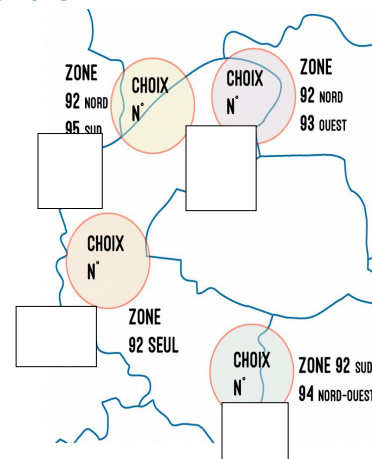 ZONE
92 NORD
95 SUD
CHOIX
N°
CHOIX
N°
ZONE
92 NORD
93 OUEST
CHOIX
N°
ZONE
92 SEUL
CHOIX
N°
ZONE 92 SUD
94 NORD-OUEST